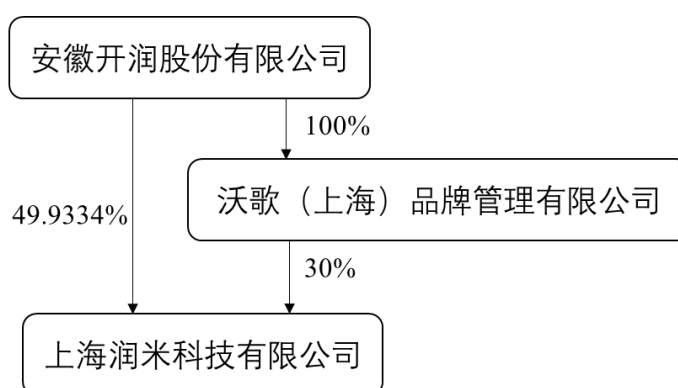 安徽开润股份有限公司
100%
沃歌（上海）品牌管理有限公司
49.9334%
30%
上海润米科技有限公司